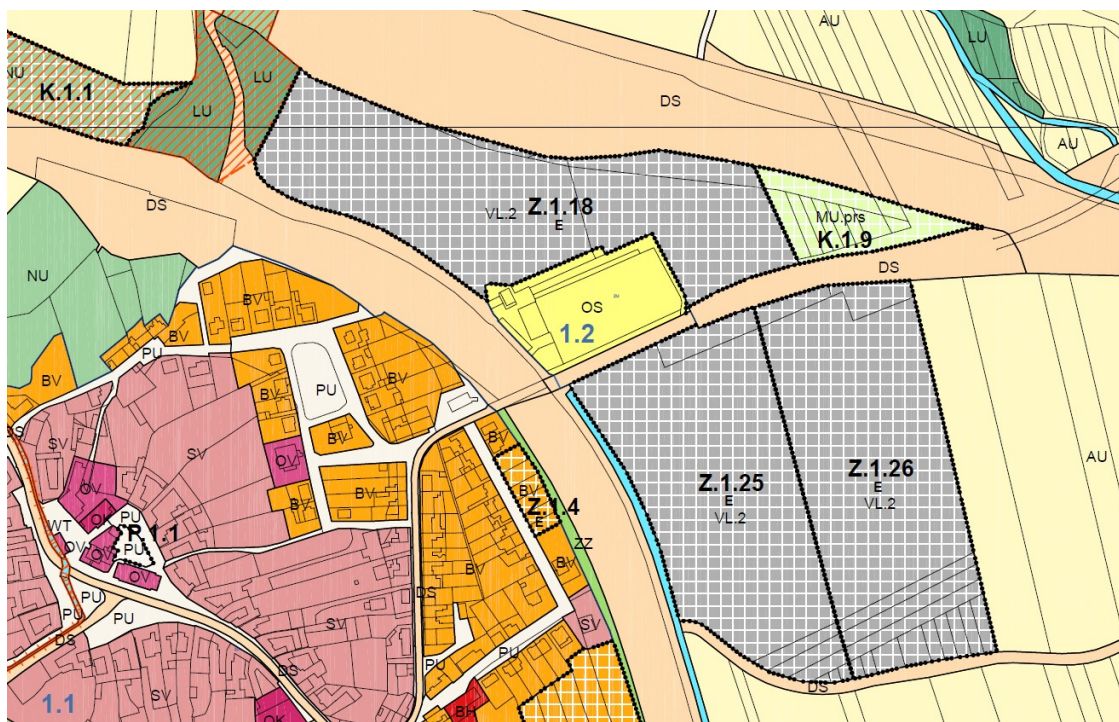 AU
LU
NU
K.1.1
LU
LU
DS
AU
DS
VL.2
Z.1.18
E
MU.prs
K.1.9
DS
NU
BV
OS
1.2
BV
PU
BV
PU
BV
BV
BV
AU
SV
SV
OV
BV
BV
BV
Z.1.25
E
VL.2
Z.1.26
E
VL.2
BV
Z.1.4
E
OV
OK
PU
P.1.1
WT
OV
OV
PU
OV
ZZ
BV
BV
PU
PU
PU
DS
DS
SV
SV
DS
PU
PU
DS
SV
1.1
OK
BH